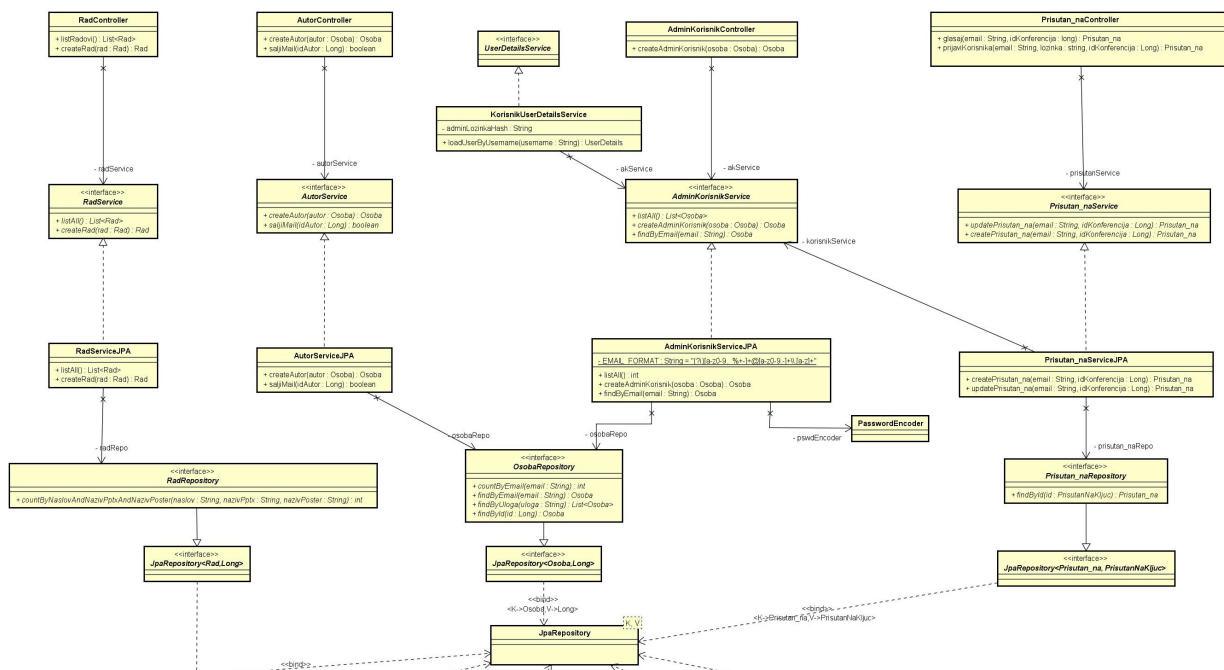 RadController
+ listRadovi() : List<Rad>
+ createRad(rad : Rad) : Rad
AutorController
+ createAutor(autor : Osoba) : Osoba
+ saljiMail(idAutor : Long) : boolean
<<interface>>
UserDetailsService
AdminKorisnikController
+ createAdminKorisnik(osoba : Osoba) : Osoba
Prisutan_naController
+ glasaj(email : String, idKonferencija : long) : Prisutan_na
+ prijaviKorisnika(email : String, lozinka : string, idKonferencija : Long) : Prisutan_na
KorisnikUserDetailsService
- adminLozinkaHash : String
+ loadUserByUsername(username : String) : UserDetails
- radService
- autorService
- akService
- akService
- prisutanService
<<interface>>
RadService
+ listAll() : List<Rad>
+ createRad(rad : Rad) : Rad
<<interface>>
AutorService
+ createAutor(autor : Osoba) : Osoba
+ saljiMail(idAutor : Long) : boolean
<<interface>>
AdminKorisnikService
+ listAll() : List<Osoba>
+ createAdminKorisnik(osoba : Osoba) : Osoba
+ findByEmail(email : String) : Osoba
<<interface>>
Prisutan_naService
+ updatePrisutan_na(email : String, idKonferencija : Long) : Prisutan_na
+ createPrisutan_na(email : String, idKonferencija : Long) : Prisutan_na
- korisnikService
RadServiceJPA
+ listAll() : List<Rad>
+ createRad(rad : Rad) : Rad
AutorServiceJPA
+ createAutor(autor : Osoba) : Osoba
+ saljiMail(idAutor : Long) : boolean
AdminKorisnikServiceJPA
- EMAIL_FORMAT : String =
+ listAll() : int
+ createAdminKorisnik(osoba : Osoba) : Osoba
+ findByEmail(email : String) : Osoba
Prisutan_naServiceJPA
+ createPrisutan_na(email : String, idKonferencija : Long) : Prisutan_na
+ updatePrisutan_na(email : String, idKonferencija : Long) : Prisutan_na
PasswordEncoder
- radRepo
- osobaRepo
- osobaRepo
- pswdEncoder
- prisutan_naRepo
<<interface>>
RadRepository
+ countByNaslovAndNazivPptxAndNazivPoster(naslov : String, nazivPptx : String, nazivPoster : String) : int
<<interface>>
OsobaRepository
+ countByEmail(email : String) : int
+ findByEmail(email : String) : Osoba
+ findByUloga(uloga : String) : List<Osoba>
+ findById(id : Long) : Osoba
<<interface>>
Prisutan_naRepository
+ findById(id : PrisutanNaKljuc) : Prisutan_na
<<interface>>
JpaRepository<Rad,Long>
<<interface>>
JpaRepository<Osoba,Long>
<<interface>>
JpaRepository<Prisutan_na, PrisutanNaKljuc>
<<bind>>
<K->Osoba,V->Long>
<<bind>>
<K->Prisutan_na,V->PrisutanNaKljuc>
K, V
JpaRepository
<<bind>>